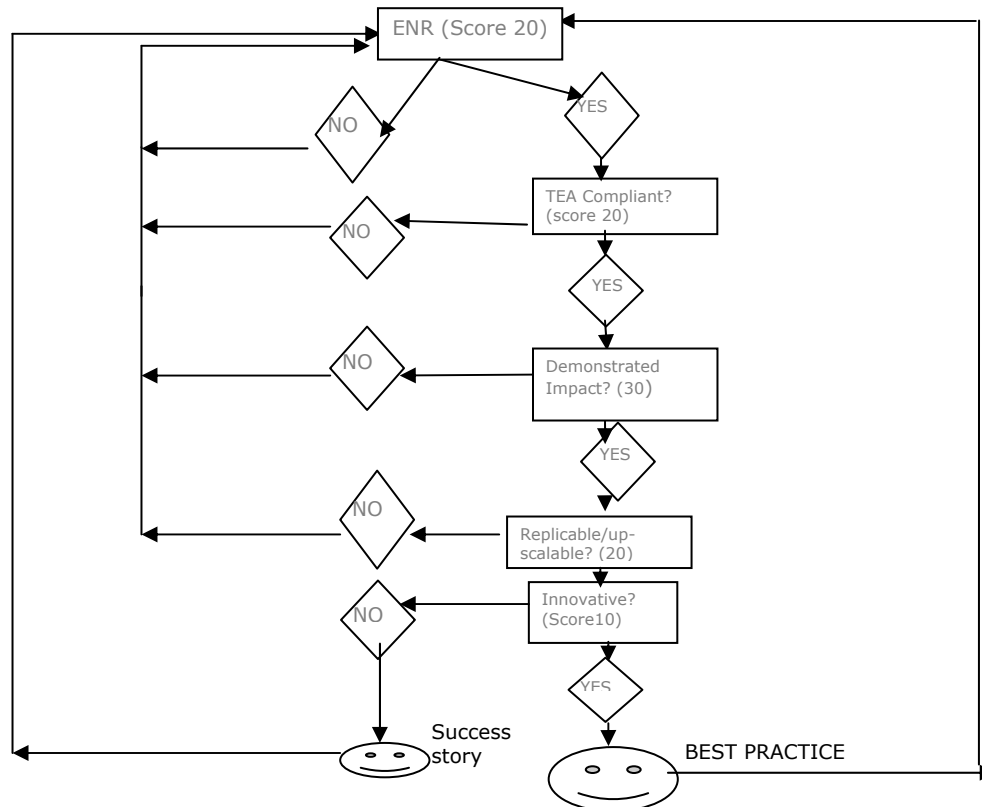 ENR (Score 20)
NO
YES
TEA Compliant?
(score 20)
NO
YES
NO
Demonstrated
Impact? (30)
YES
NO
Replicable/up-
scalable? (20)
Innovative?
(Score10)
NO
YES
Success
story
BEST PRACTICE